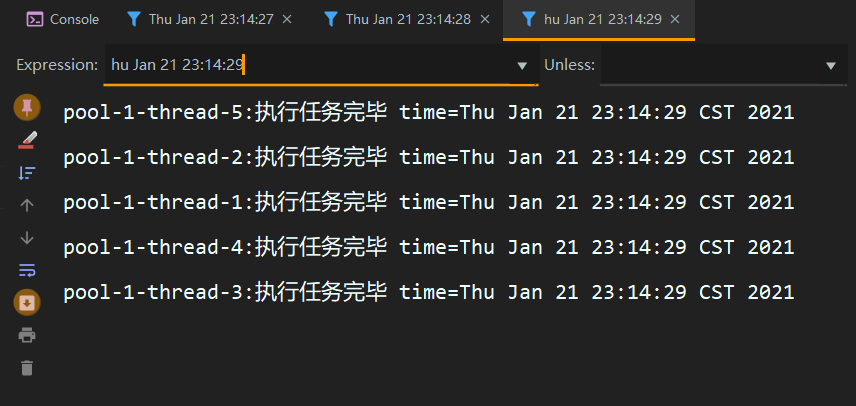 Console Thu Jan 21 23:14:27 Thu Jan 21 23:14:28 hu Jan 21 23:14:29
Expression: hu Jan 21 23:14:29 Unless:
pool-1-thread-5:执行任务完毕 time=Thu Jan 21 23:14:29 CST 2021
pool-1-thread-2:执行任务完毕 time=Thu Jan 21 23:14:29 CST 2021
pool-1-thread-1:执行任务完毕 time=Thu Jan 21 23:14:29 CST 2021
pool-1-thread-4:执行任务完毕 time=Thu Jan 21 23:14:29 CST 2021
pool-1-thread-3:执行任务完毕 time=Thu Jan 21 23:14:29 CST 2021